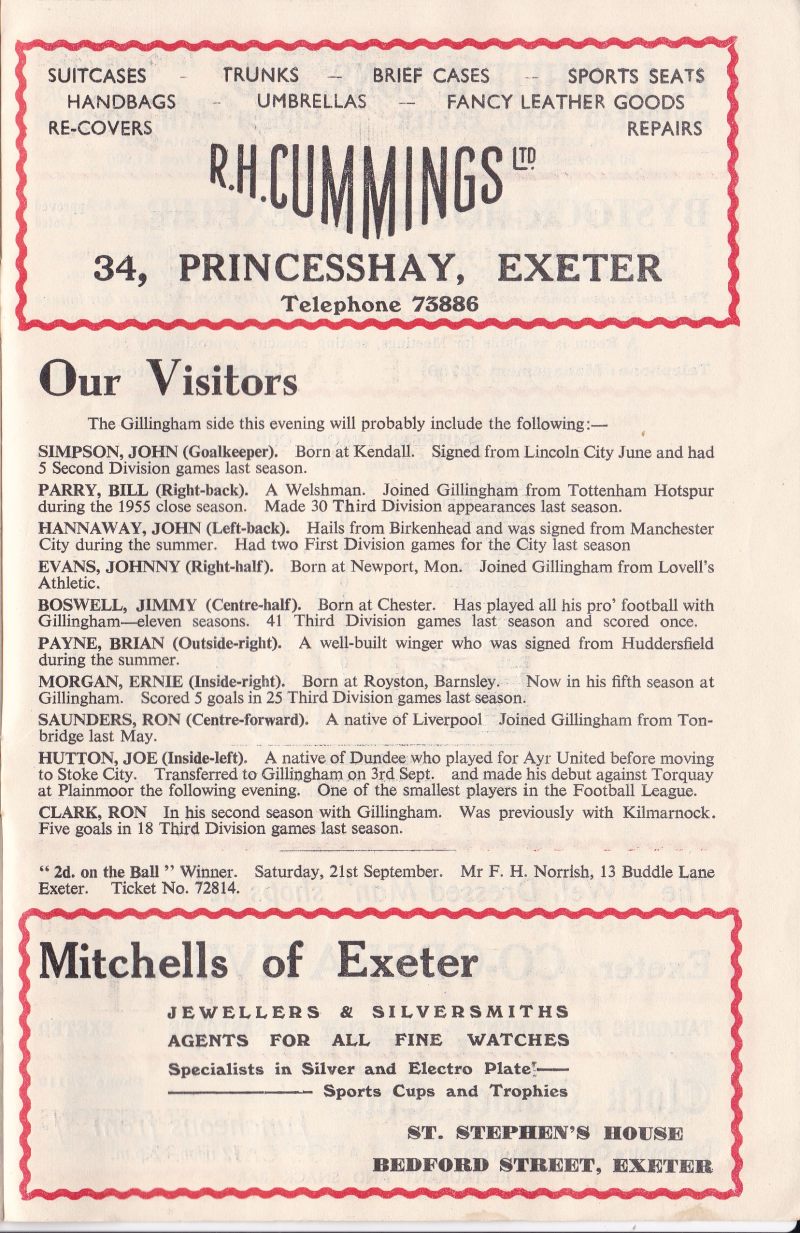 SUITCASES - TRUNKS — BRIEF CASES -- SPORTS SEATS
HANDBAGS - UMBRELLAS — FANCY LEATHER GOODS
RE-COVERS REPAIRS
R.H.CUMMINGS LTD.
34, PRINCESSHAY, EXETER
Telephone 73886
Our Visitors
The Gillingham side this evening will probably include the following:—
SIMPSON, JOHN (Goalkeeper). Born at Kendall. Signed from Lincoln City June and had
5 Second Division games last season.
PARRY, BILL (Right-back). A Welshman. Joined Gillingham from Tottenham Hotspur
during the 1955 close season. Made 30 Third Division appearances last season.
HANNAWAY, JOHN (Left-back). Hails from Birkenhead and was signed from Manchester
City during the summer. Had two First Division games for the City last season
EVANS, JOHNNY (Right-half). Born at Newport, Mon. Joined Gillingham from Lovell's
Athletic.
BOSWELL, JIMMY (Centre-half). Born at Chester. Has played all his pro' football with
Gillingham—eleven seasons. 41 Third Division games last season and scored once.
PAYNE, BRIAN (Outside-right). A well-built winger who was signed from Huddersfield
during the summer.
MORGAN, ERNIE (Inside-right). Born at Royston, Barnsley. Now in his fifth season at
Gillingham. Scored 5 goals in 25 Third Division games last season.
SAUNDERS, RON (Centre-forward). A native of Liverpool Joined Gillingham from Ton-
bridge last May.
HUTTON, JOE (Inside-left). A native of Dundee who played for Ayr United before moving
to Stoke City. Transferred to Gillingham on 3rd Sept. and made his debut against Torquay
at Plainmoor the following evening. One of the smallest players in the Football League.
CLARK, RON In his second season with Gillingham. Was previously with Kilmarnock.
Five goals in 18 Third Division games last season.
" 2d. on the Ball " Winner. Saturday, 21st September. Mr F. H. Norrish, 13 Buddle Lane
Exeter. Ticket No. 72814.
Mitchells of Exeter
JEWELLERS & SILVERSMITHS
AGENTS FOR ALL FINE WATCHES
Specialists in Silver and Electro Plate—
— Sports Cups and Trophies
ST. STEPHEN'S HOUSE
BEDFORD STREET, EXETER